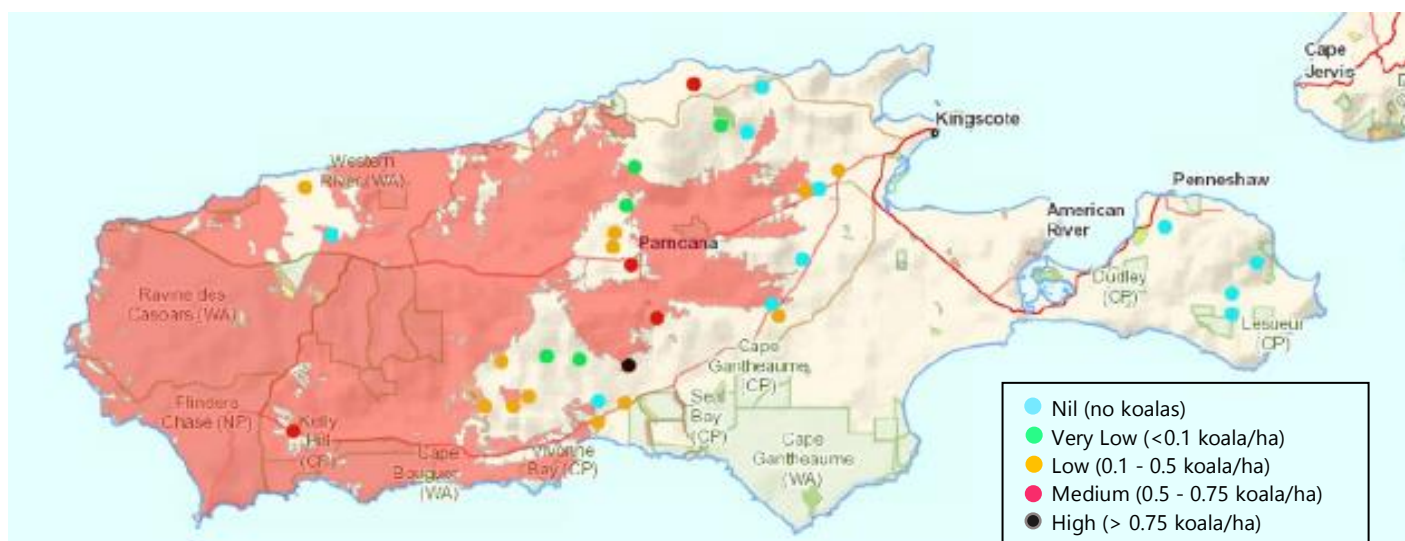 Cape
Jervis
Kingscote
Western
River (WA)
Penneshaw
American
River
Parndana
Dudley
(CP)
Ravine des
Casoars (WA)
Lesueur
(CP)
Cape
Gantheaume
(CP)
Flinders
Chase (NP)
Kelly
Hill
(CP)
Seal
Bay
(CP)
Cape
Bouguer
(WA)
Vivonne
Bay (CP)
Cape
Gantheaume
(WA)
Nil (no koalas)
Very Low (<0.1 koala/ha)
Low (0.1 - 0.5 koala/ha)
Medium (0.5 - 0.75 koala/ha)
High (> 0.75 koala/ha)